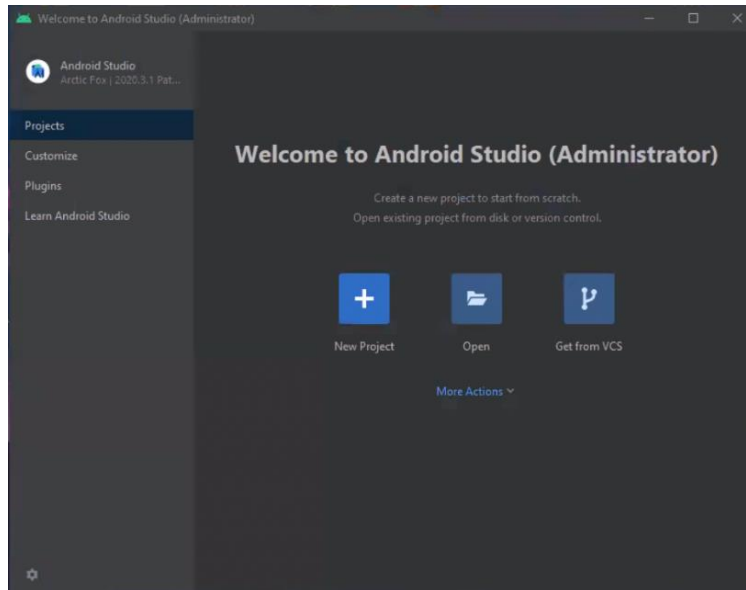 Welcome to Android Studio (Administrator)
Android Studio
Arctic Fox | 2020.3.1 Pat...
Projects
Customize
Plugins
Learn Android Studio
Welcome to Android Studio (Administrator)
Create a new project to start from scratch.
Open existing project from disk or version control.
New Project
Open
Get from VCS
More Actions